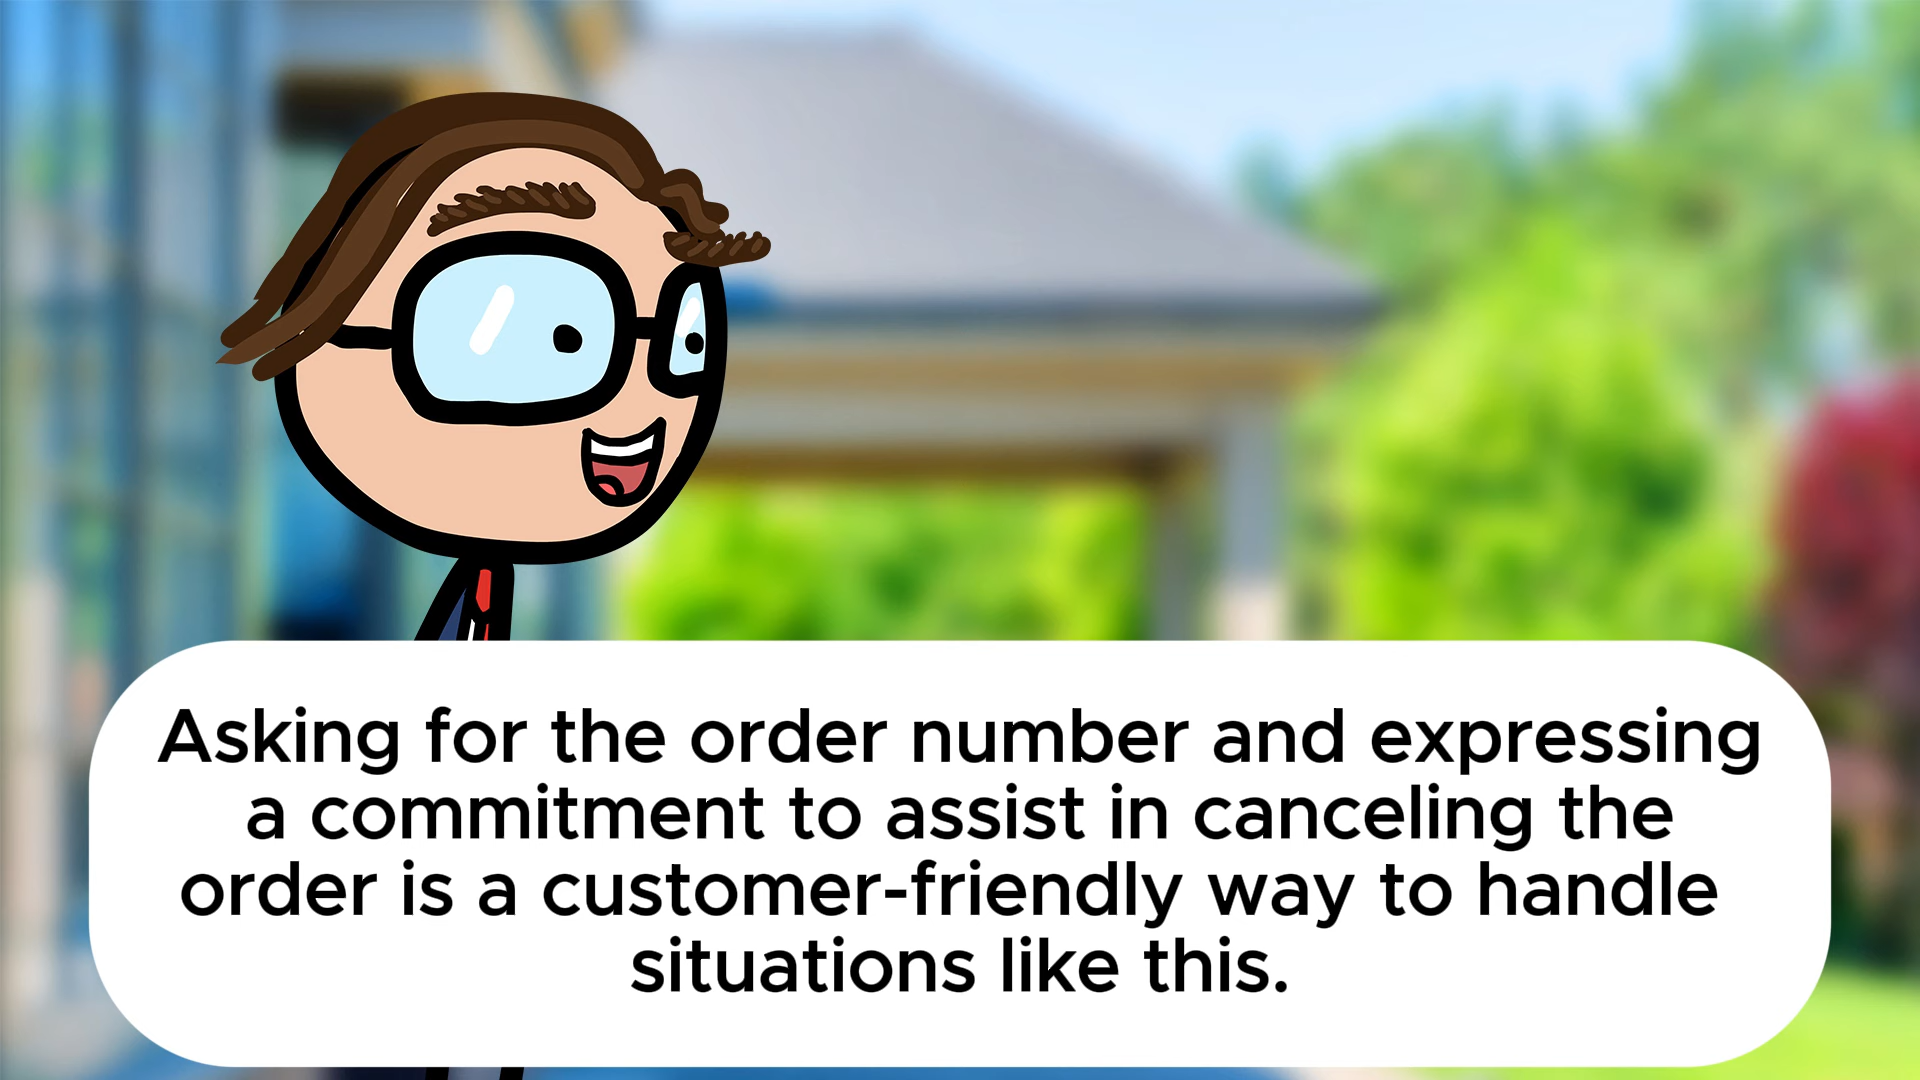 Asking for the order number and expressing
a commitment to assist in canceling the
order is a customer-friendly way to handle
situations like this.